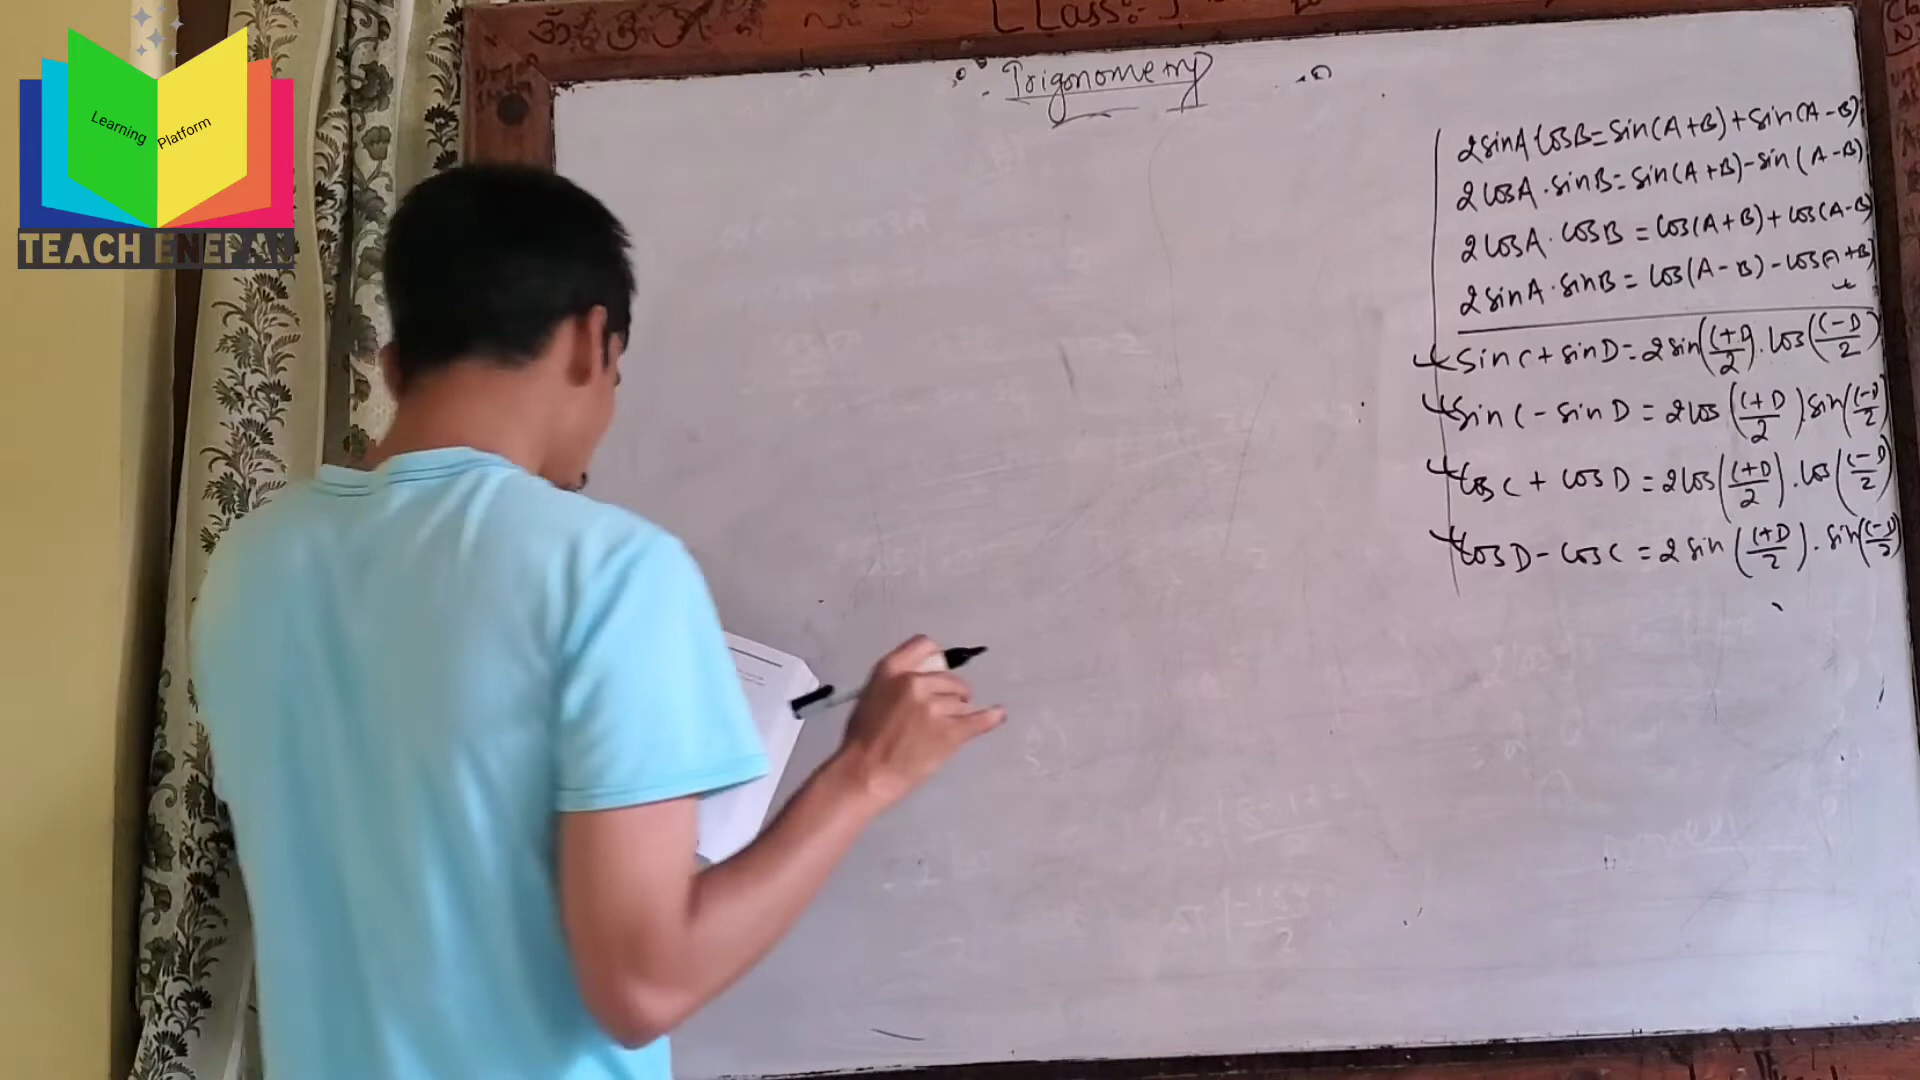 Learning Platform
TEACH ENEPAL
Class:-
Trigonometry
2sinA cosB = sin(A+B)+sin(A-B)
2cosA.sinB = sin(A+B)-sin(A-B)
2cosA.cosB = cos(A+B)+cos(A-B)
2sinA.sinB = cos(A-B)-cos(A+B)
sinC+sinD = 2sin(C+D/2).cos(C-D/2)
sinC-sinD = 2cos(C+D/2).sin(C-D/2)
cosC+cosD = 2cos(C+D/2).cos(C-D/2)
cosD-cosC = 2sin(C+D/2).sin(C-D/2)